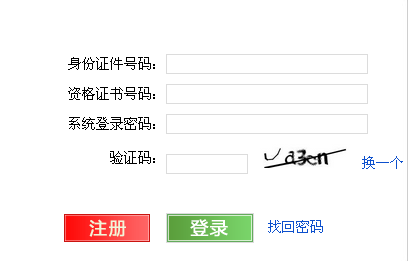 身份证件号码：
资格证书号码：
系统登录密码：
验证码： 换一个
注册 登录 找回密码